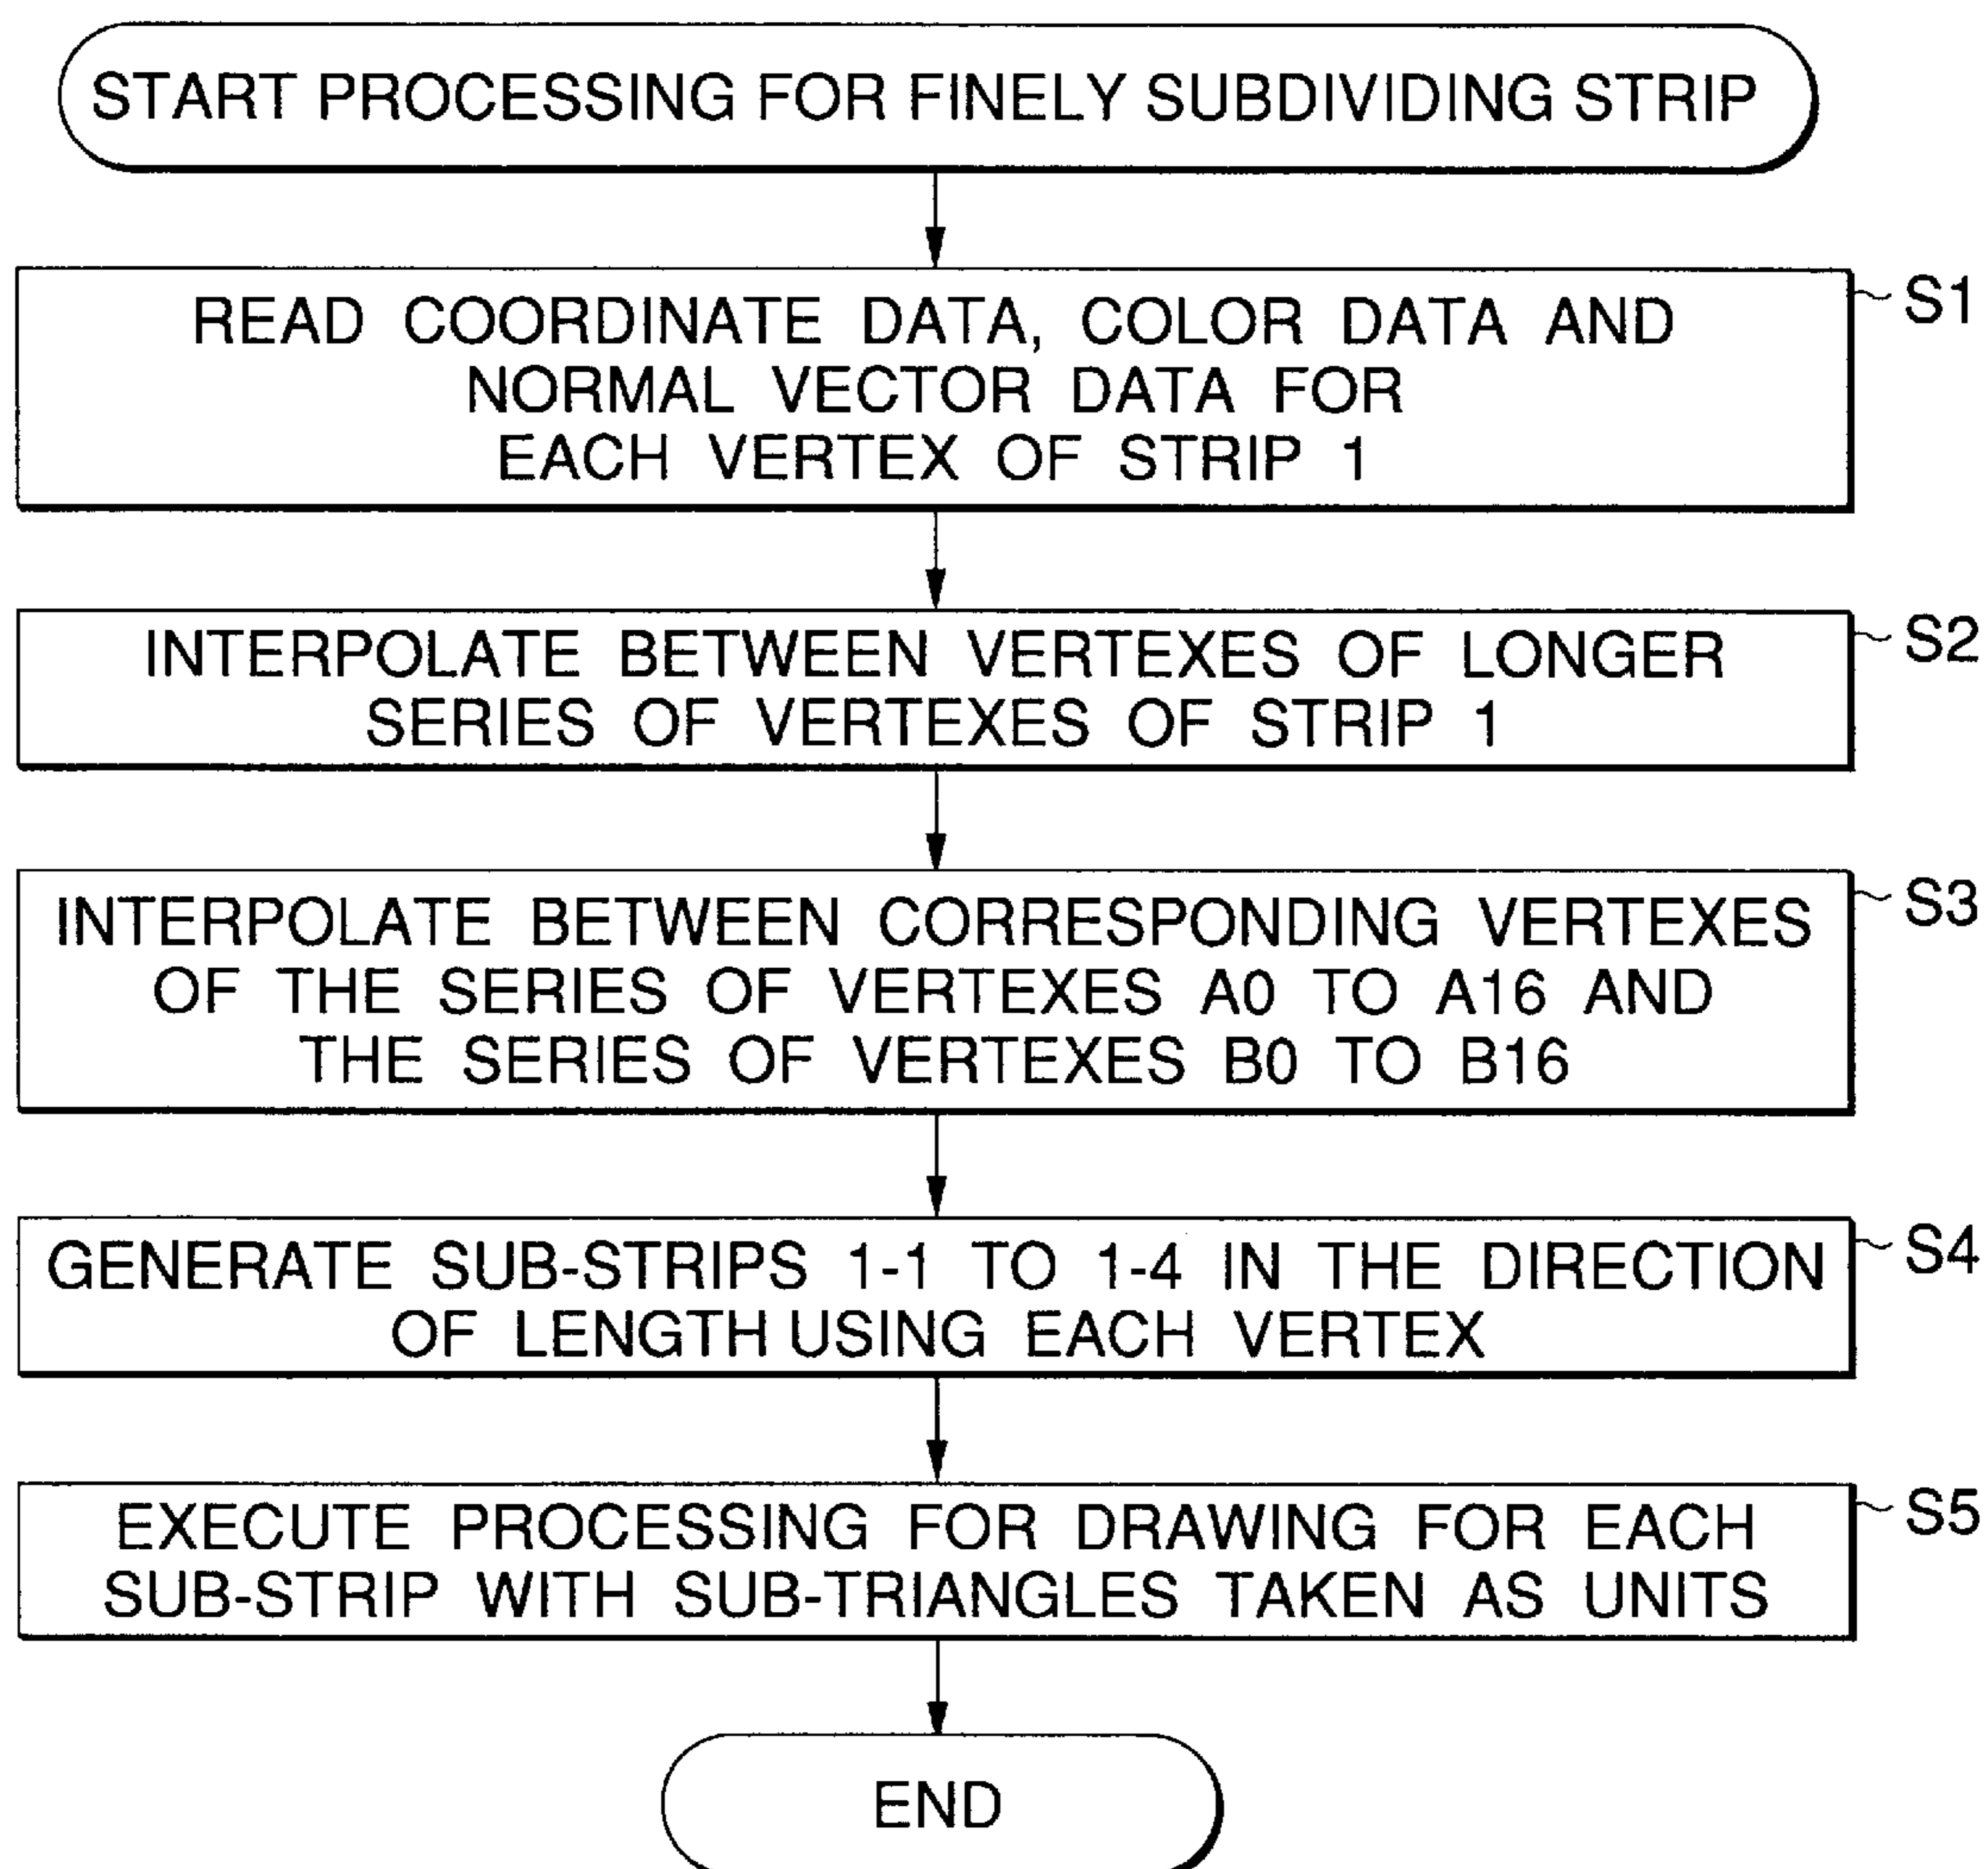 START PROCESSING FOR FINELY SUBDIVIDING STRIP
READ COORDINATE DATA, COLOR DATA AND
NORMAL VECTOR DATA FOR
EACH VERTEX OF STRIP 1
S1
INTERPOLATE BETWEEN VERTEXES OF LONGER
SERIES OF VERTEXES OF STRIP 1
S2
INTERPOLATE BETWEEN CORRESPONDING VERTEXES
OF THE SERIES OF VERTEXES A0 TO A16 AND
THE SERIES OF VERTEXES B0 TO B16
S3
GENERATE SUB-STRIPS 1-1 TO 1-4 IN THE DIRECTION
OF LENGTH USING EACH VERTEX
S4
EXECUTE PROCESSING FOR DRAWING FOR EACH
SUB-STRIP WITH SUB-TRIANGLES TAKEN AS UNITS
S5
END